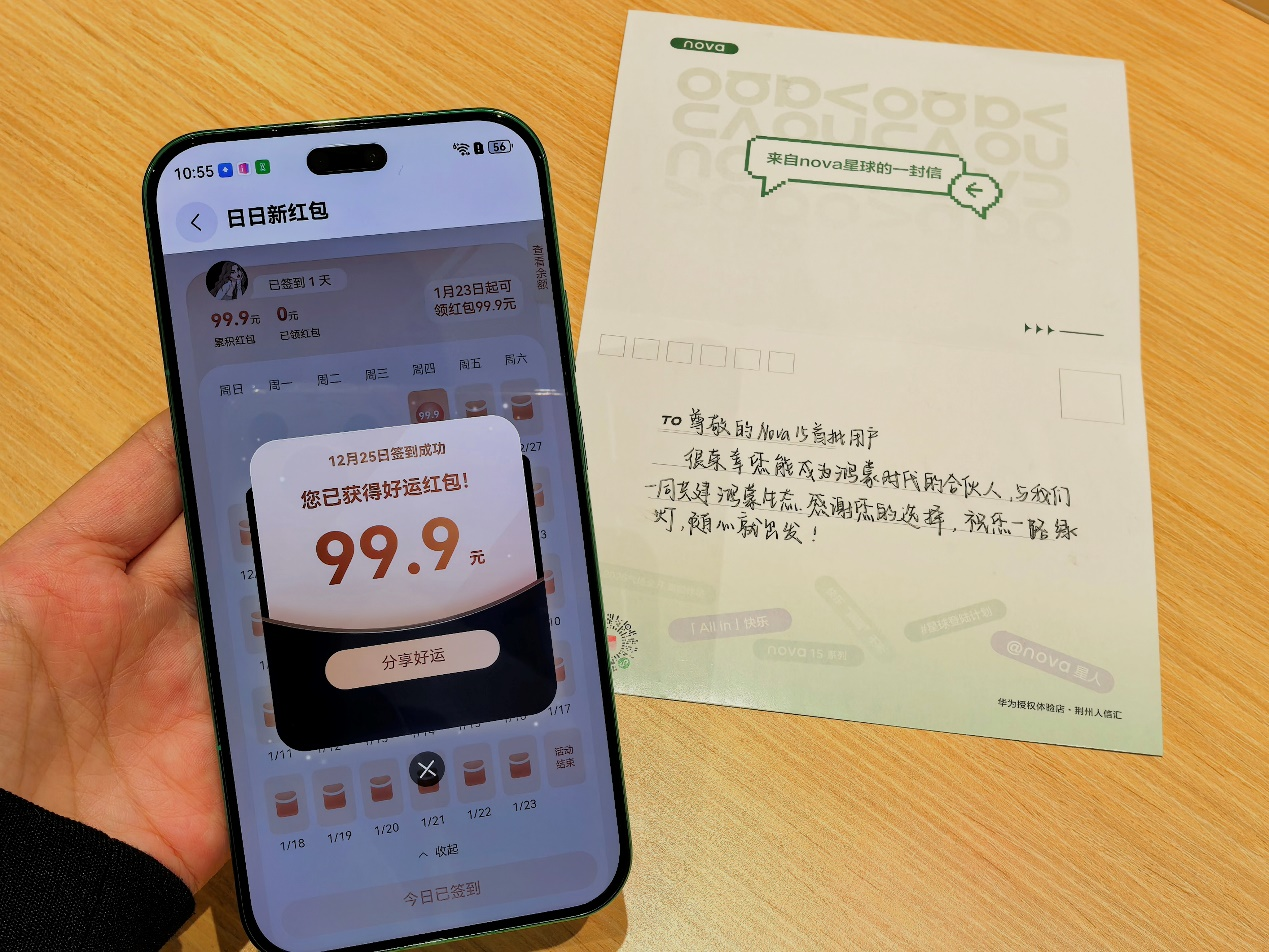 10:55
56
日日新红包
查看余额
已签到 1 天
1月23日起可
领红包99.9元
99.9元
0元
累积红包
已领红包
周日 周一 周二 周三 周四 周五 周六
99.9
2/27
12月25日签到成功
您已获得好运红包!
99.9 元
分享好运
1/11
1/17
活动
结束
1/18 1/19 1/20 1/21 1/22 1/23
收起
今日已签到
nova
来自nova星球的一封信
TO 尊敬的Nova 15首批用户
很荣幸您能成为鸿蒙时代的合伙人,与我们
一同共建鸿蒙生态.感谢您的选择,祝您一路绿
灯,随心就出发!
「All in」快乐
nova 15 系列
@nova 星人
华为授权体验店·荆州人信汇